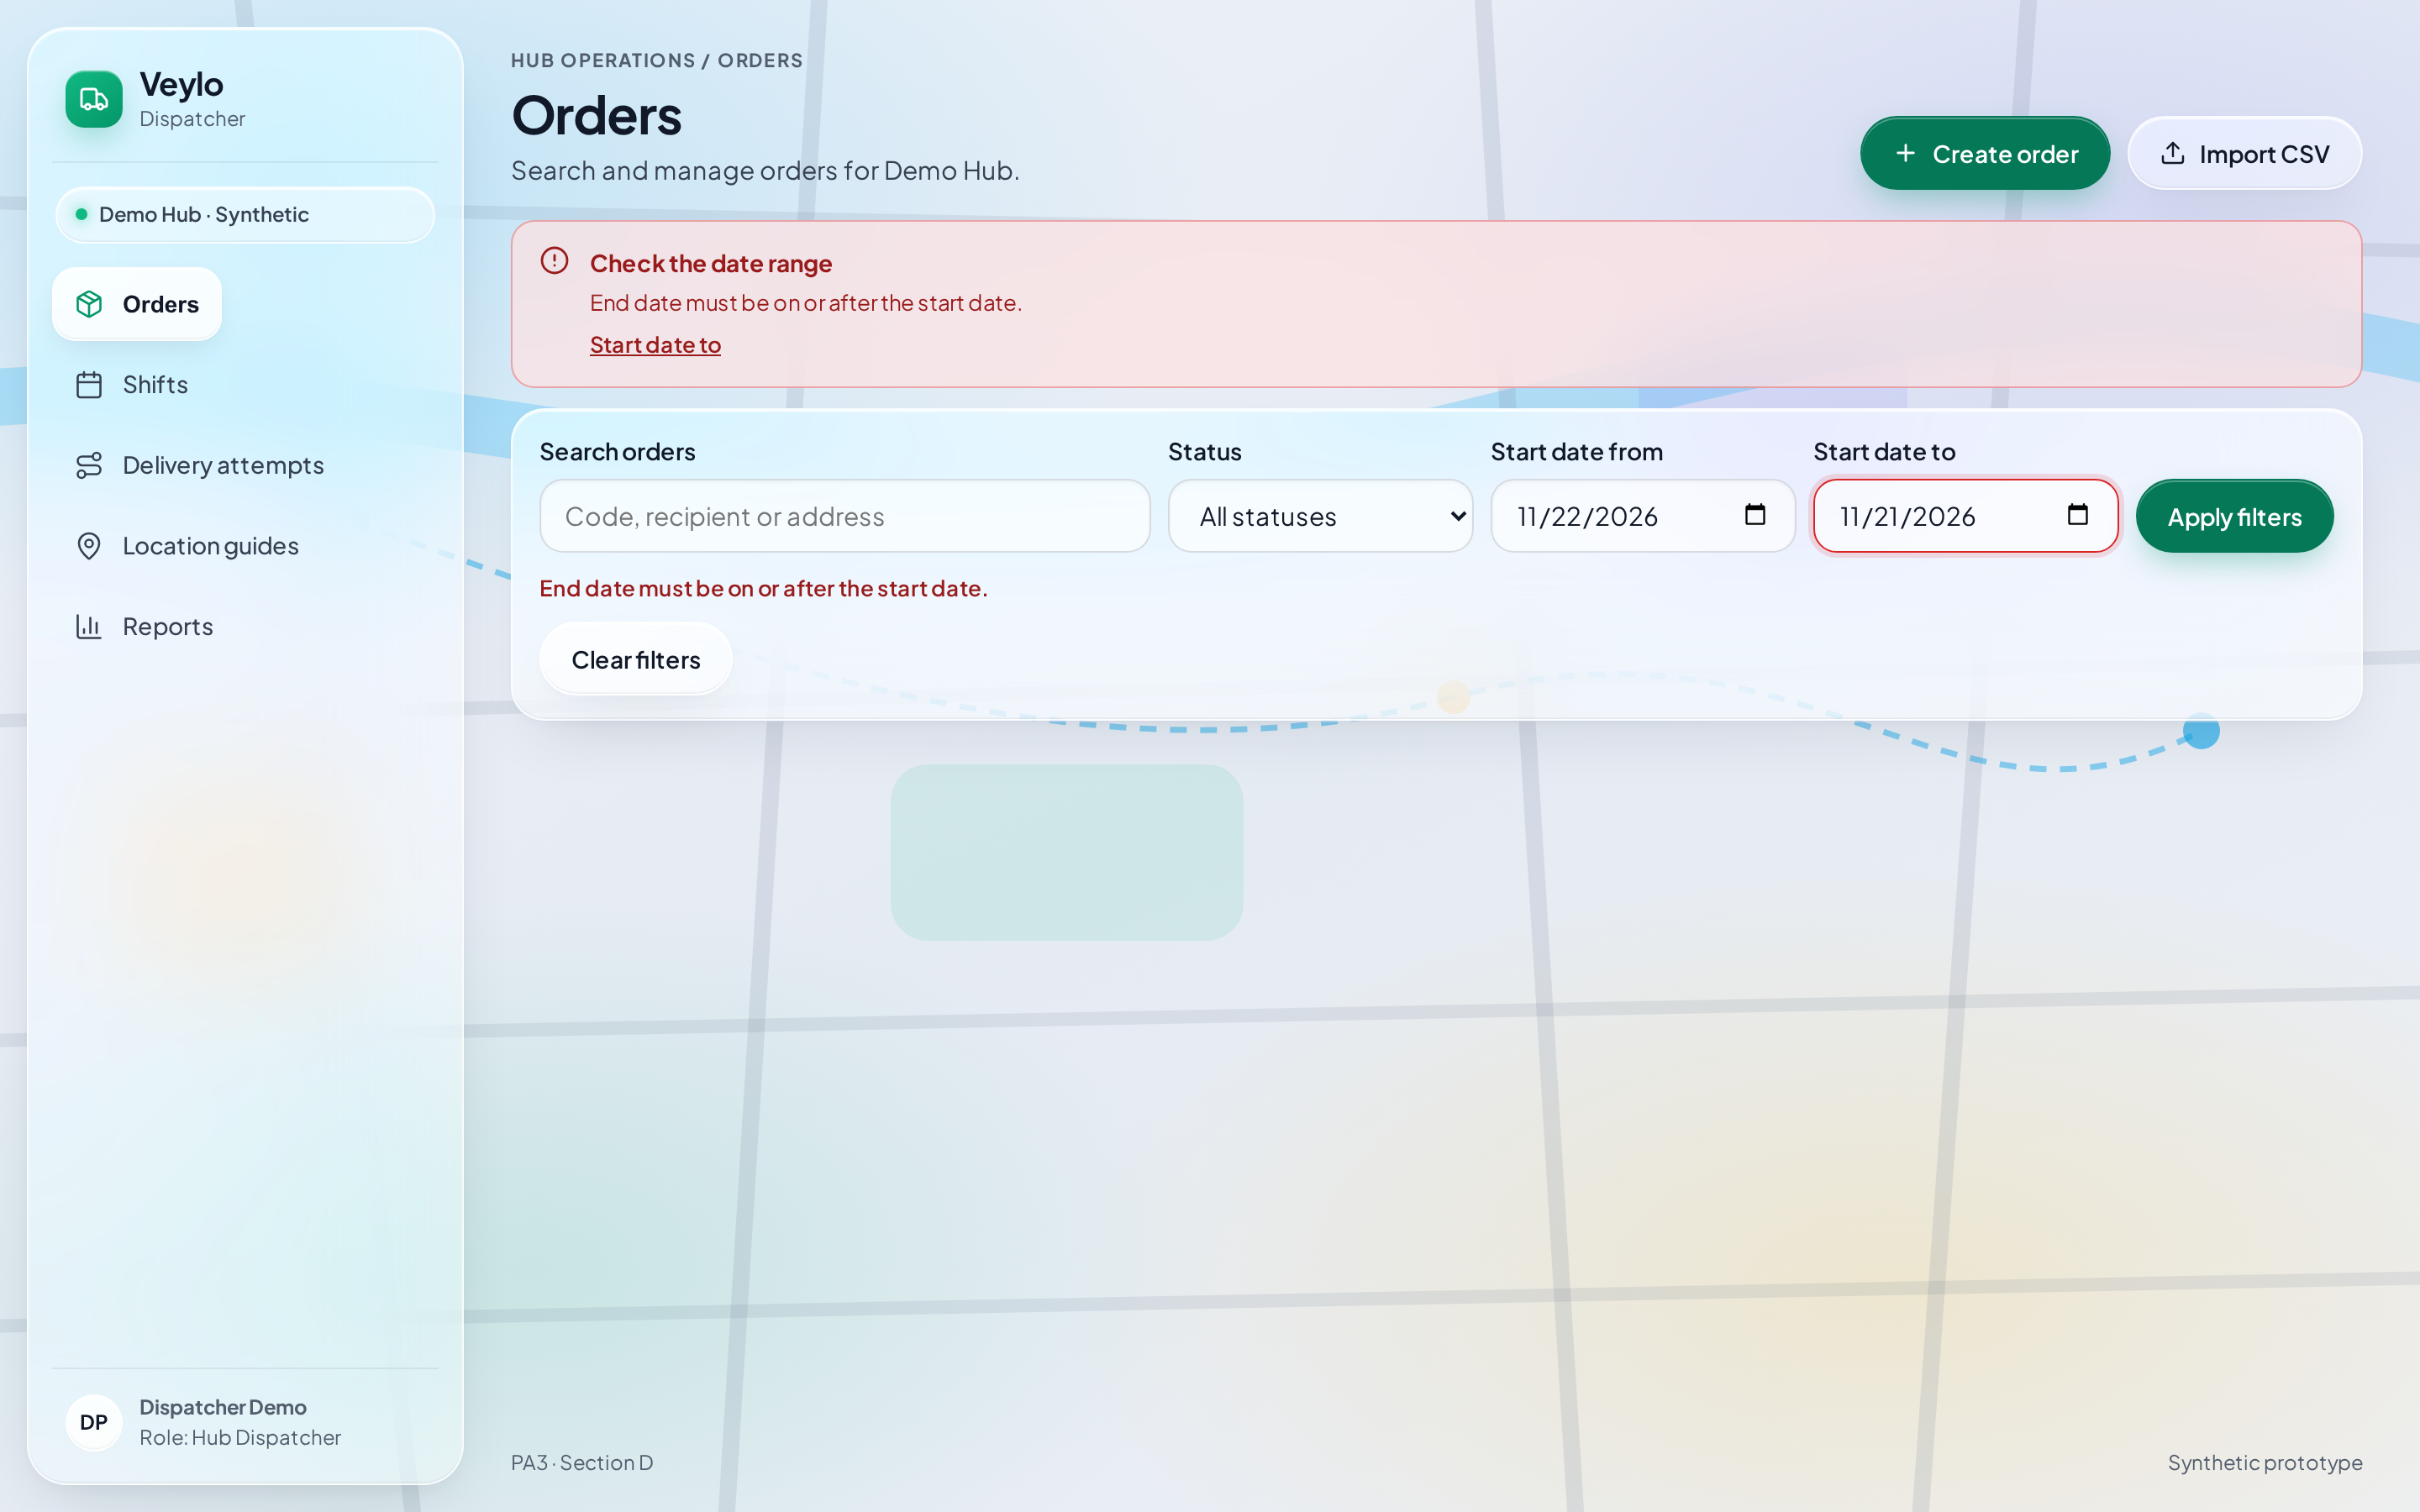 Veylo
Dispatcher
Demo Hub · Synthetic
Orders
Shifts
Delivery attempts
Location guides
Reports
DP
Dispatcher Demo
Role: Hub Dispatcher
HUB OPERATIONS / ORDERS
Orders
Search and manage orders for Demo Hub.
Create order
Import CSV
Check the date range
End date must be on or after the start date.
Start date to
Search orders
Status
Start date from
Start date to
Code, recipient or address
All statuses
11/22/2026
11/21/2026
Apply filters
End date must be on or after the start date.
Clear filters
PA3 · Section D
Synthetic prototype